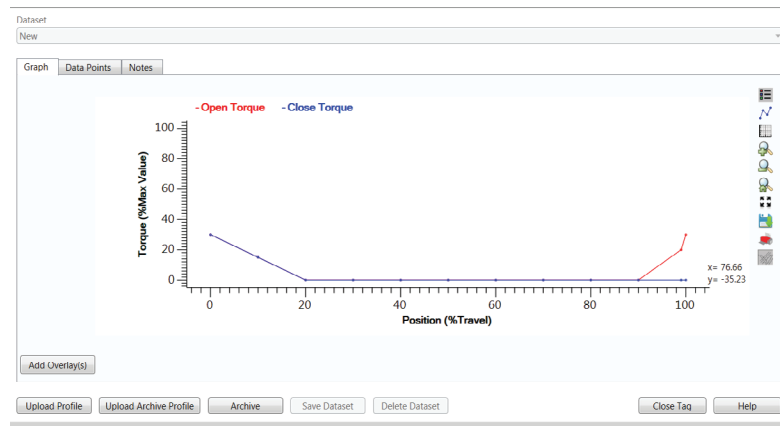 Dataset
New
Graph Data Points Notes
- Open Torque - Close Torque
100
80
60
40
20
0
Torque (%Max Value)
x= 76.66
y= -35.23
0 20 40 60 80 100
Position (%Travel)
Add Overlay(s)
Upload Profile Upload Archive Profile Archive Save Dataset Delete Dataset Close Tag Help